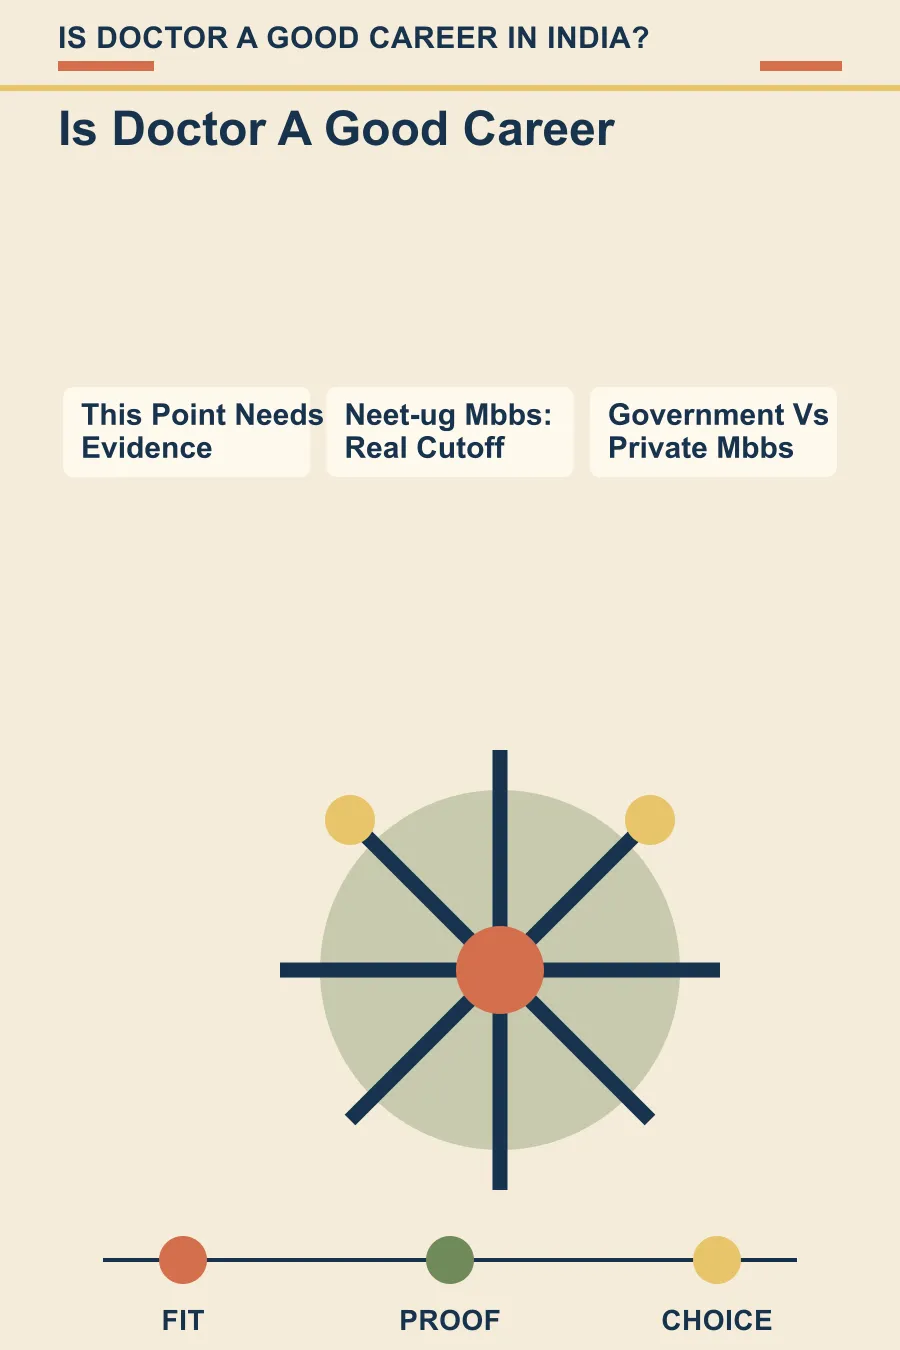 IS DOCTOR A GOOD CAREER IN INDIA?
Is Doctor A Good Career
This Point Needs
Evidence
Neet-ug Mbbs:
Real Cutoff
Government Vs
Private Mbbs
FIT
PROOF
CHOICE